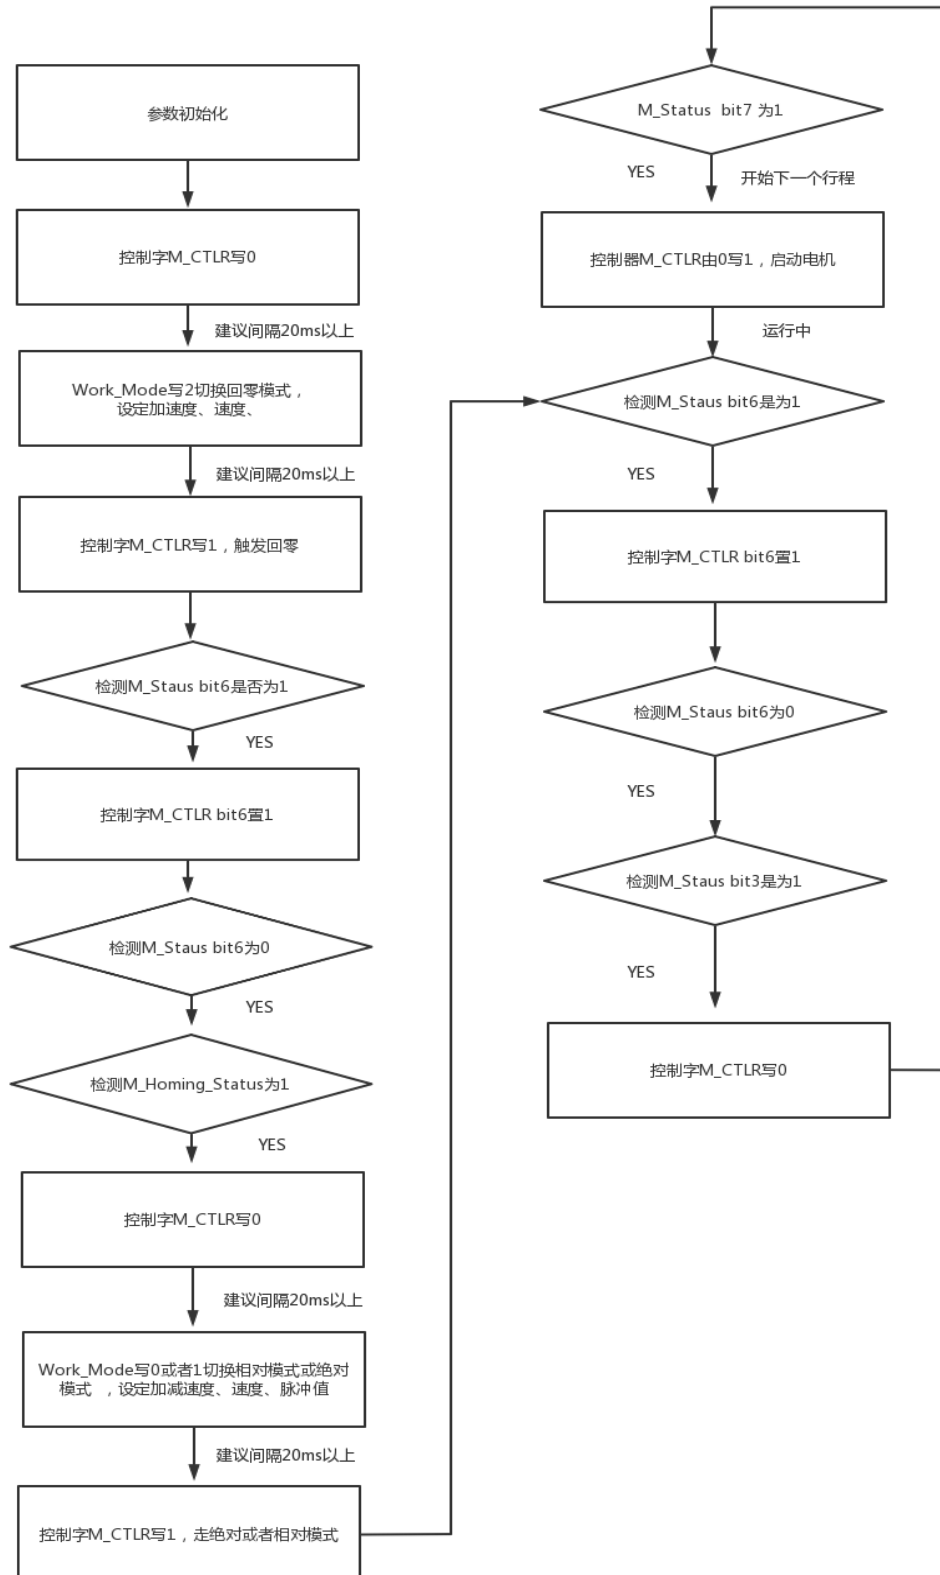 参数初始化
控制字M_CTLR写0
建议间隔20ms以上
Work_Mode写2切换回零模式，
设定加速度、速度、
建议间隔20ms以上
控制字M_CTLR写1，触发回零
检测M_Staus bit6是否为1
YES
控制字M_CTLR bit6置1
检测M_Staus bit6为0
YES
检测M_Homing_Status为1
YES
控制字M_CTLR写0
建议间隔20ms以上
Work_Mode写0或者1切换相对模式或绝对
模式 ，设定加减速度、速度、脉冲值
建议间隔20ms以上
控制字M_CTLR写1，走绝对或者相对模式
M_Status bit7 为1
YES
开始下一个行程
控制器M_CTLR由0写1，启动电机
运行中
检测M_Staus bit6是为1
YES
控制字M_CTLR bit6置1
检测M_Staus bit6为0
YES
检测M_Staus bit3是为1
YES
控制字M_CTLR写0